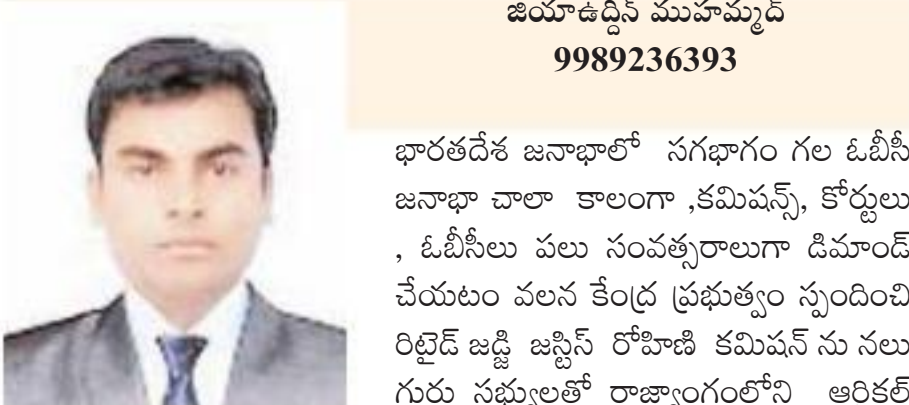 జియాఉద్దిన్ ముహమ్మద్
9989236393
భారతదేశ జనాభాలో సగభాగం గల ఓబీసీ
జనాభా చాలా కాలంగా ,కమిషన్స్, కోర్టులు
, ఓబీసీలు పలు సంవత్సరాలుగా డిమాండ్
చేయటం వలన కేంద్ర ప్రభుత్వం స్పందించి
రిటైడ్ జడ్జి జస్టిస్ రోహిణి కమిషన్ ను నలు
గురు సభ్యులతో రాజ్యాంగంలోని ఆరికల్